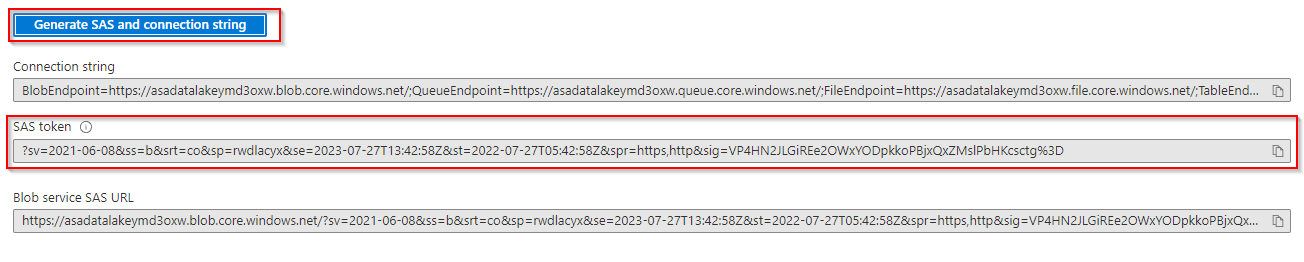 Generate SAS and connection string
Connection string
BlobEndpoint=https://asadatalakeymd3oxw.blob.core.windows.net/;QueueEndpoint=https://asadatalakeymd3oxw.queue.core.windows.net/;FileEndpoint=https://asadatalakeymd3oxw.file.core.windows.net/;TableEnd...
SAS token
?sv=2021-06-08&ss=b&srt=co&sp=rwdlacyx&se=2023-07-27T13:42:58Z&st=2022-07-27T05:42:58Z&spr=https,http&sig=VP4HN2JLGiREe2OWxYODpkkoPBjxQxZMslPbHKcsctg%3D
Blob service SAS URL
https://asadatalakeymd3oxw.blob.core.windows.net/?sv=2021-06-08&ss=b&srt=co&sp=rwdlacyx&se=2023-07-27T13:42:58Z&st=2022-07-27T05:42:58Z&spr=https,http&sig=VP4HN2JLGiREe2OWxYODpkkoPBjxQx...